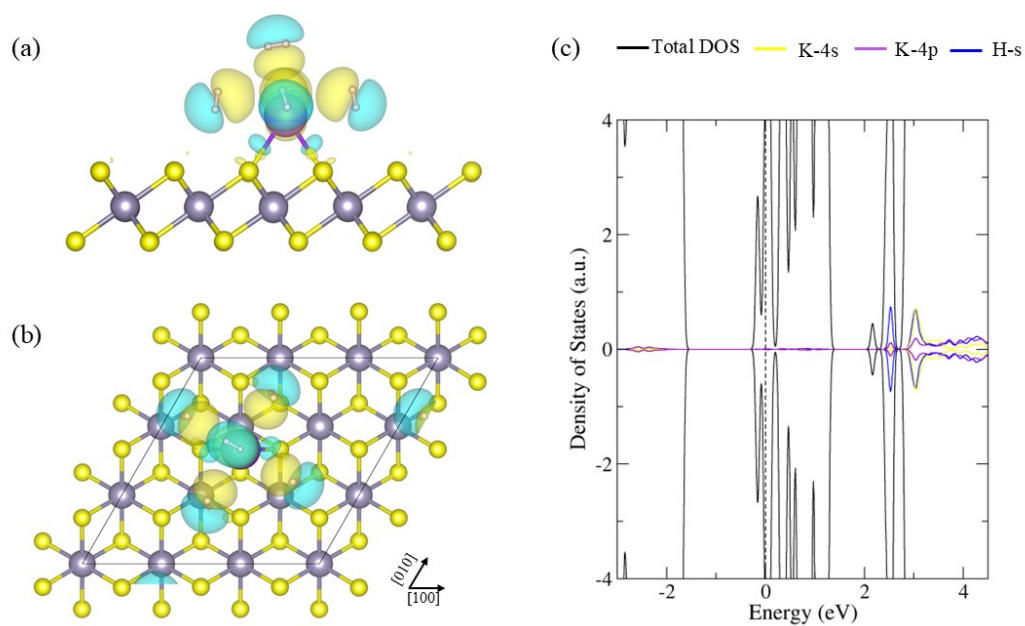 (a)
(b)
[010]
[100]
(c)
Total DOS K-4s K-4p H-s
Density of States (a.u.)
4
2
0
-2
-4
-2 0 2 4
Energy (eV)